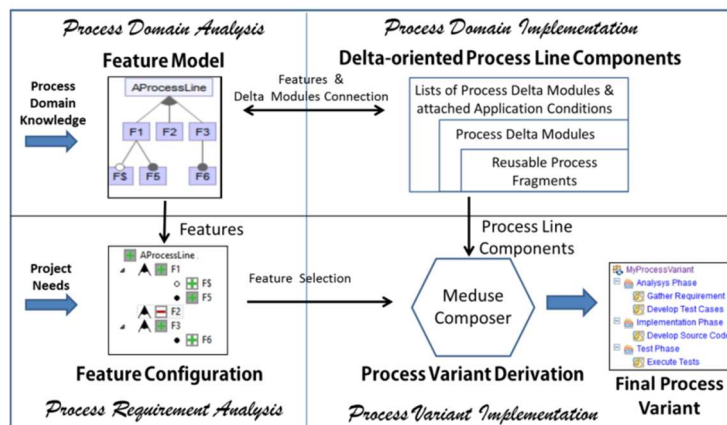 Process Domain Analysis
Process Domain Implementation
Feature Model
Delta-oriented Process Line Components
Process
Domain
Knowledge
AProcessLine
F1
F2
F3
F$
F5
F6
Features &
Delta Modules Connection
Lists of Process Delta Modules &
attached Application Conditions
Process Delta Modules
Reusable Process
Fragments
Features
Process Line
Components
Project
Needs
AProcessLine
F1
F$
F5
F2
F3
F6
Feature Selection
Meduse
Composer
MyProcessVariant
Analysys Phase
Gather Requirement
Develop Test Cases
Implementation Phase
Develop Source Code
Test Phase
Execute Tests
Feature Configuration
Process Variant Derivation
Final Process
Variant
Process Requirement Analysis
Process Variant Implementation